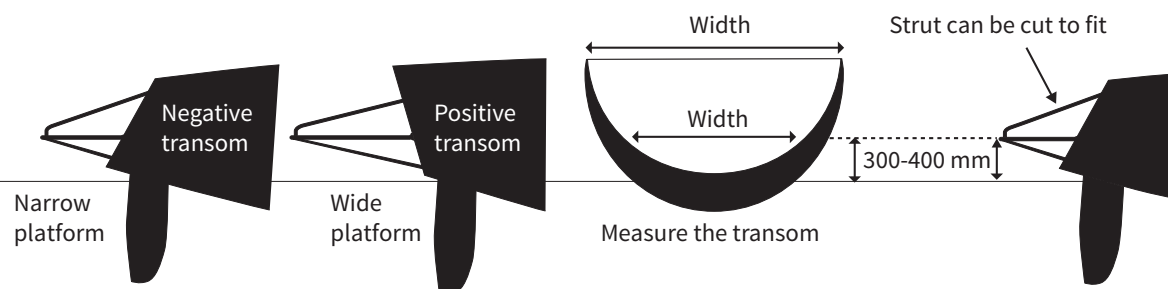 Width
Strut can be cut to fit
Negative
transom
Positive
transom
Width
300-400 mm
Narrow
platform
Wide
platform
Measure the transom